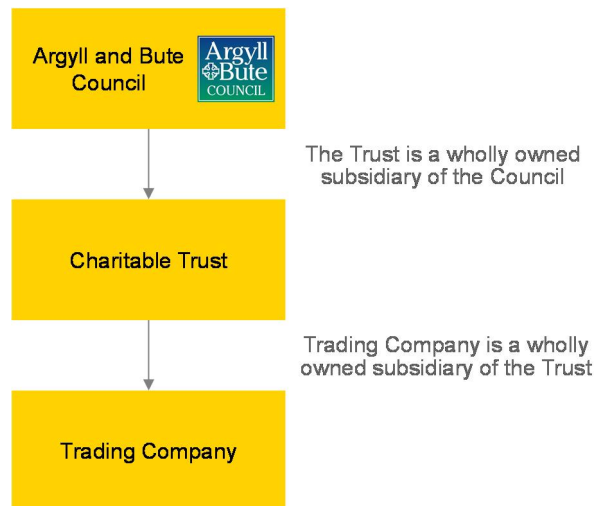 Argyll and Bute
Council
Argyll
Bute
COUNCIL
The Trust is a wholly owned
subsidiary of the Council
Charitable Trust
Trading Company is a wholly
owned subsidiary of the Trust
Trading Company